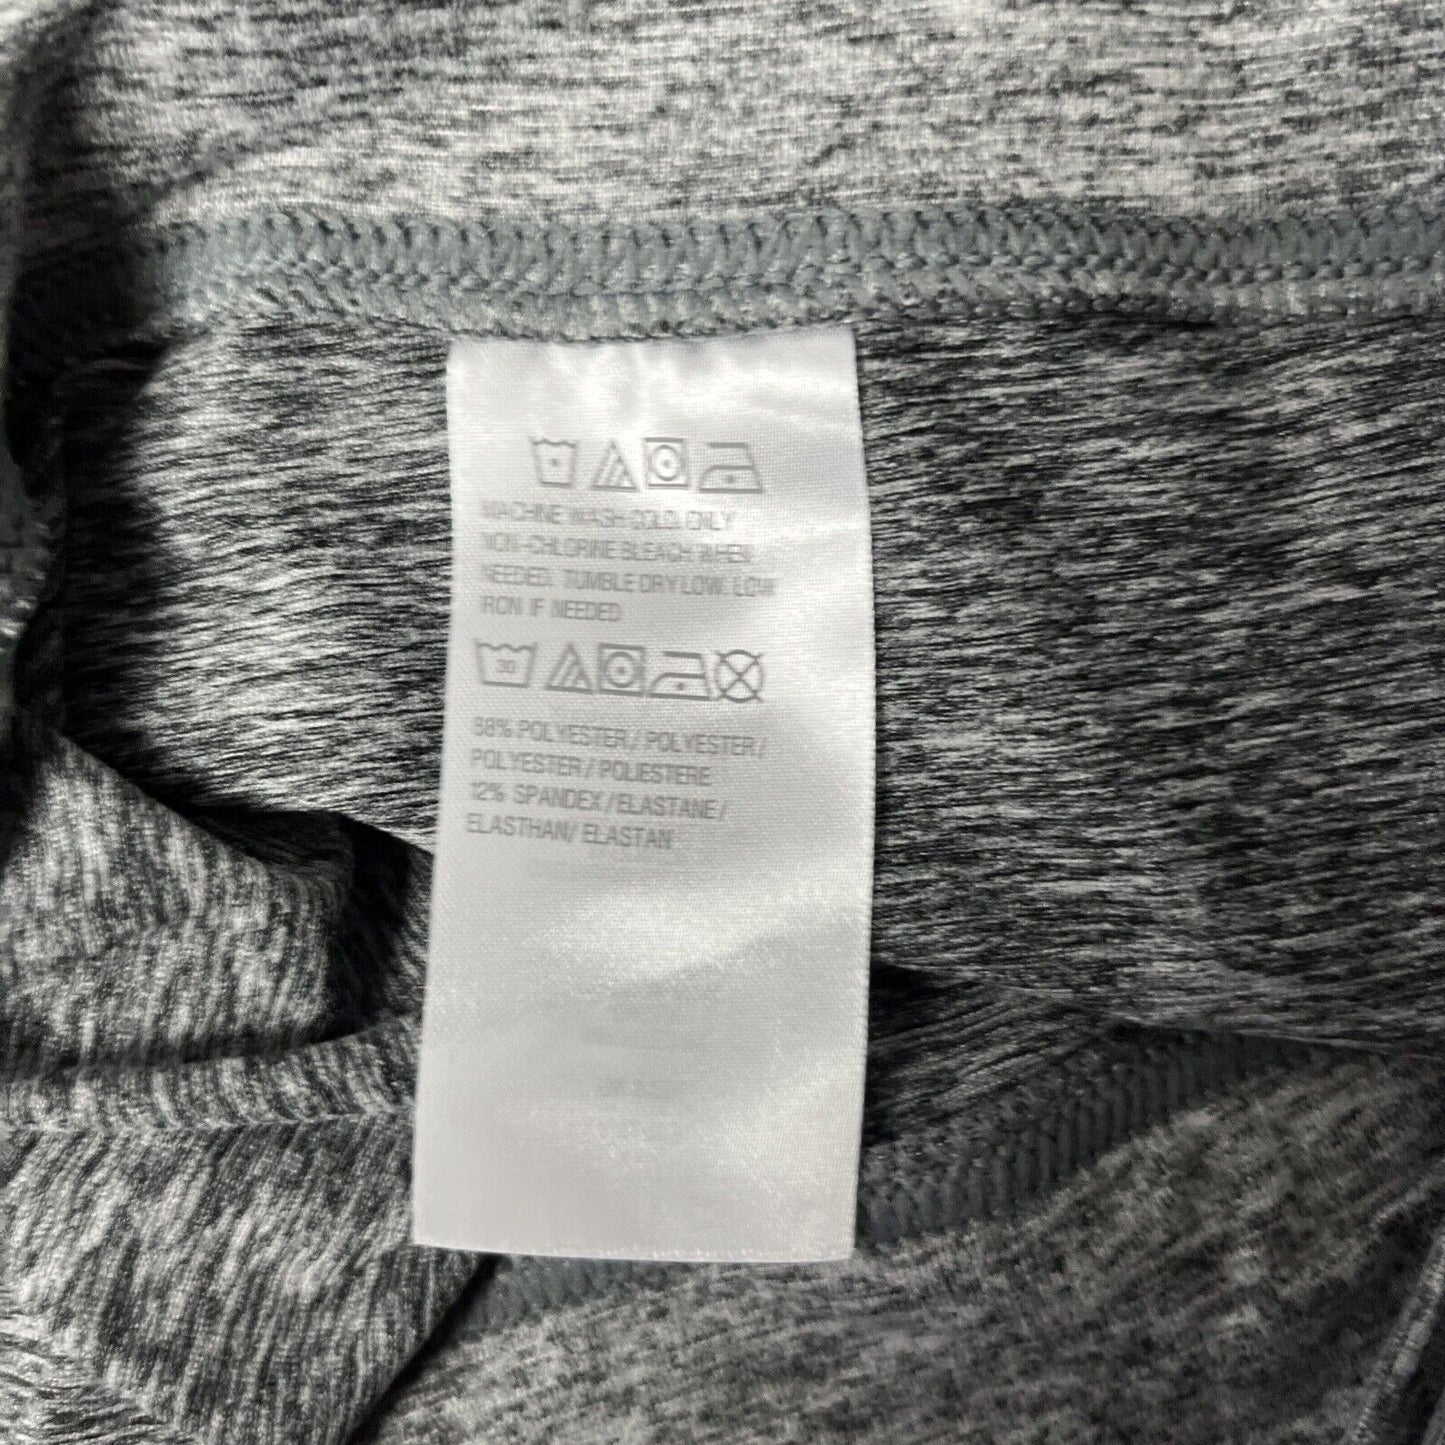 MACHINE WASH COLD. ONLY
NON-CHLORINE BLEACH WHEN
NEEDED. TUMBLE DRY LOW. LOW
IRON IF NEEDED
30
88% POLYESTER / POLYESTER /
POLYESTER / POLIESTERE
12% SPANDEX / ELASTANE /
ELASTHAN / ELASTAN